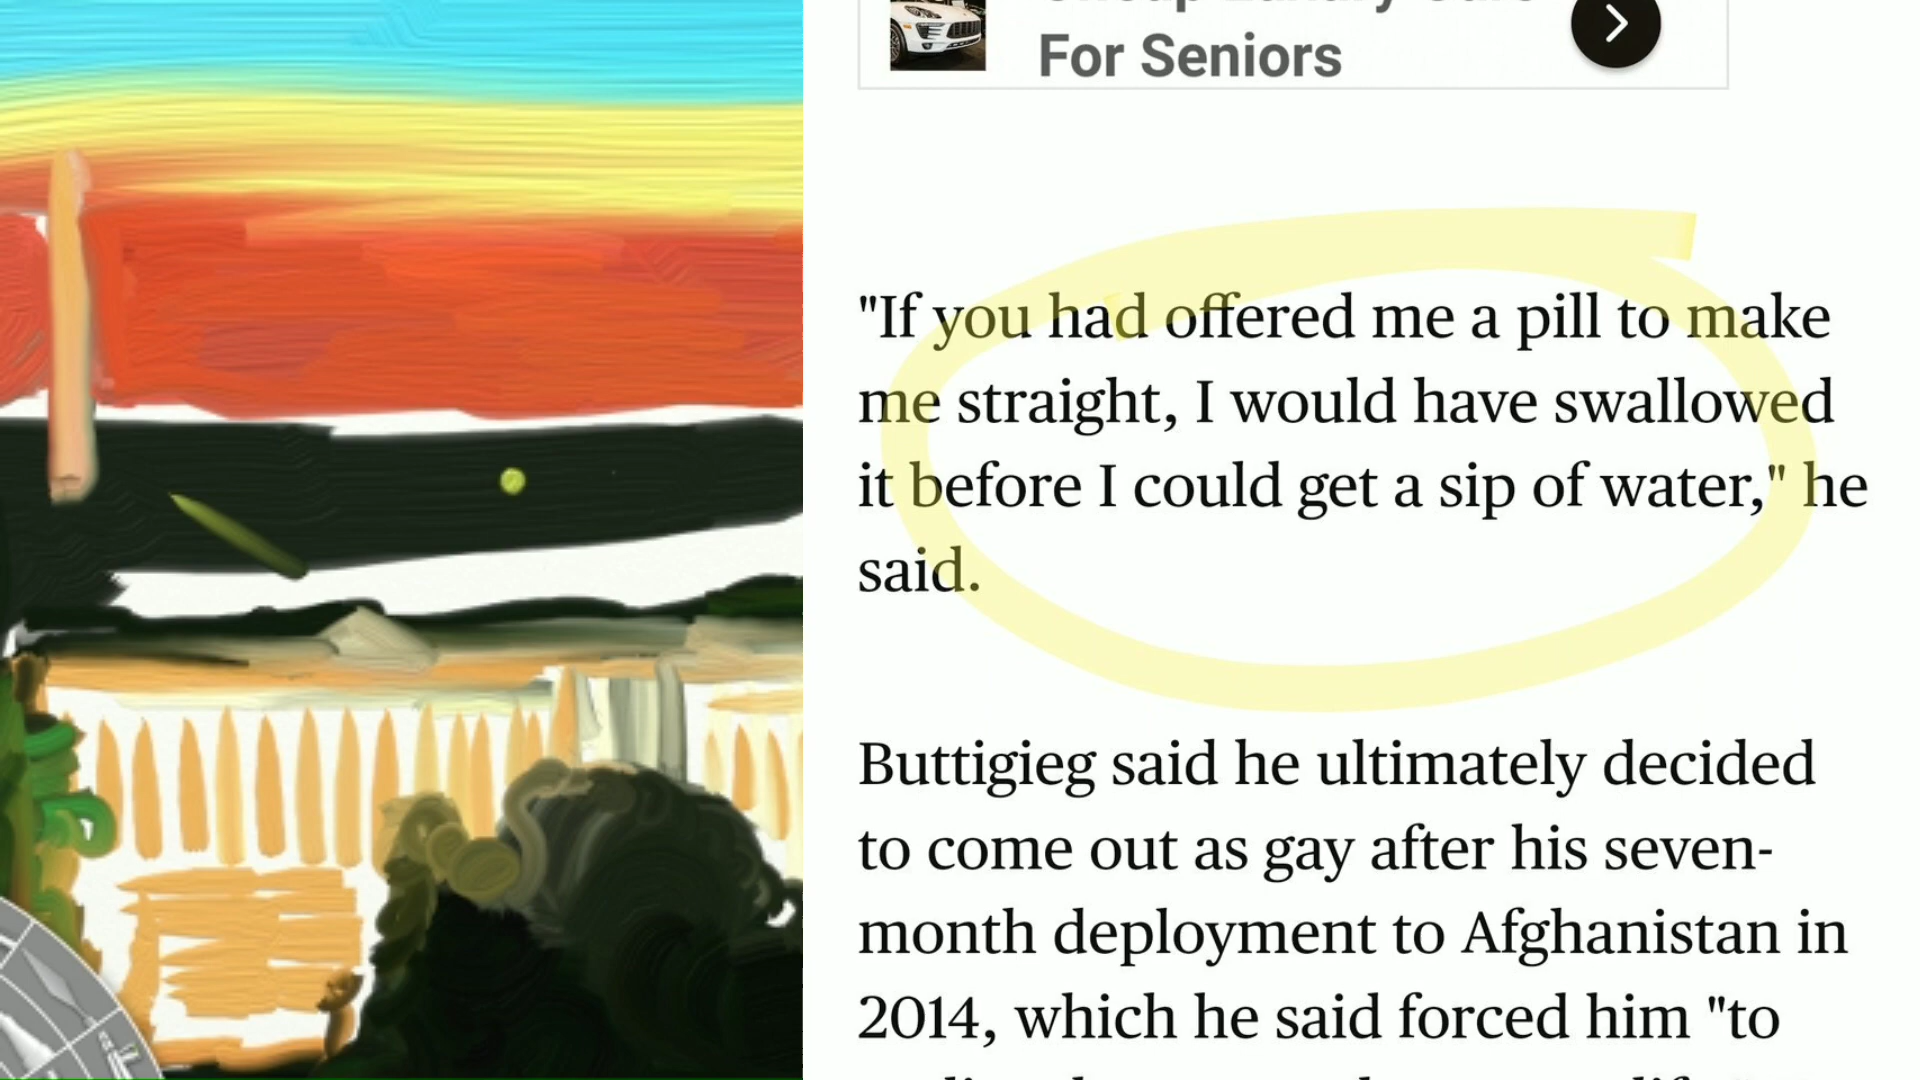 For Seniors
"If you had offered me a pill to make
me straight, I would have swallowed
it before I could get a sip of water," he
said.
Buttigieg said he ultimately decided
to come out as gay after his seven-
month deployment to Afghanistan in
2014, which he said forced him "to